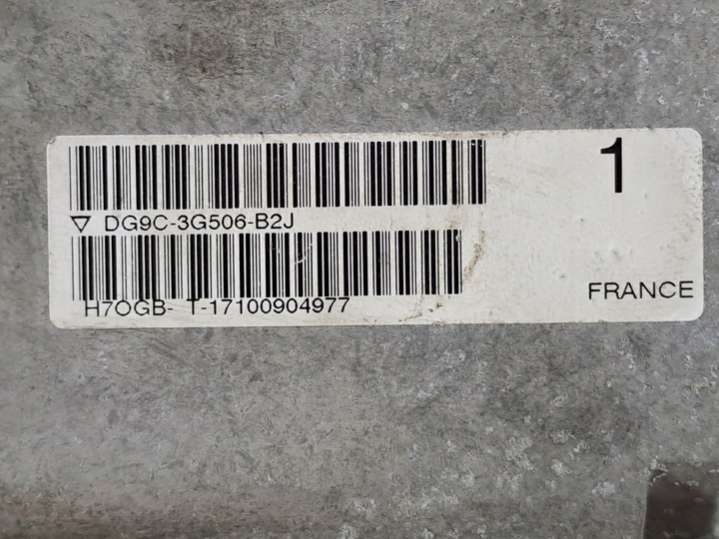 1
▽ DG9C-3G506-B2J
H7OGB- T-17100904977
FRANCE